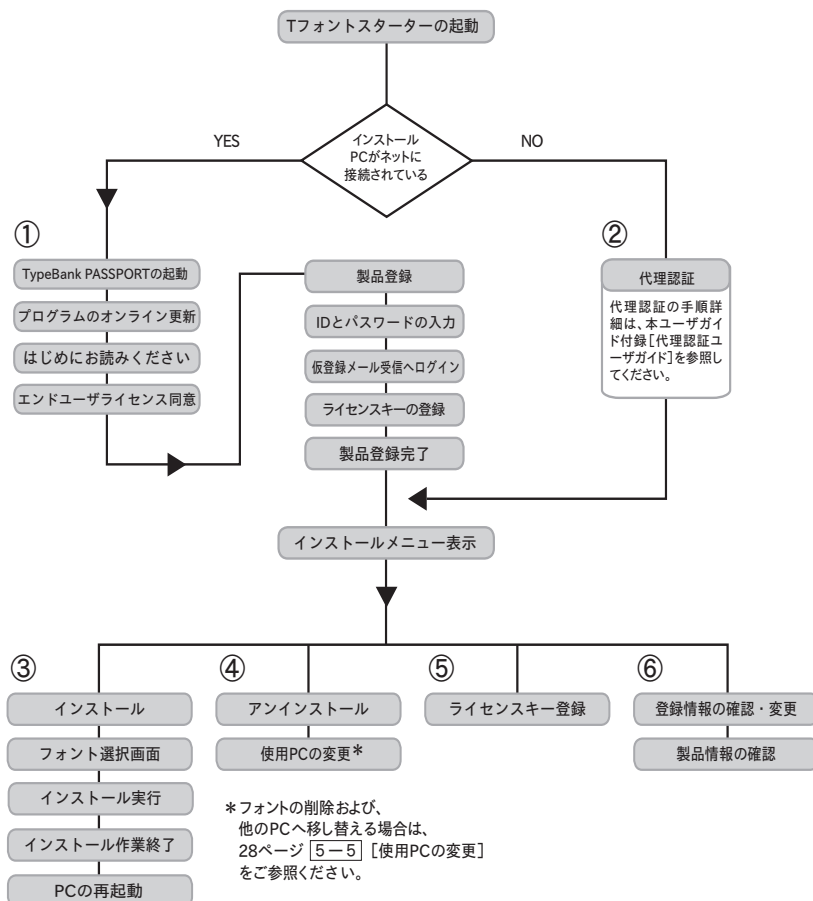 Tフォントスターターの起動
YES
インストール
PCがネットに
接続されている
NO
①
TypeBank PASSPORTの起動
プログラムのオンライン更新
はじめにお読みください
エンドユーザライセンス同意
製品登録
IDとパスワードの入力
仮登録メール受信へログイン
ライセンスキーの登録
製品登録完了
②
代理認証
代理認証の手順詳
細は、本ユーザガイ
ド付録[代理認証ユ
ーザガイド]を参照し
てください。
インストールメニュー表示
③
インストール
フォント選択画面
インストール実行
インストール作業終了
PCの再起動
④
アンインストール
使用PCの変更*
*フォントの削除および、
他のPCへ移し替える場合は、
28ページ 5－5 [使用PCの変更]
をご参照ください。
⑤
ライセンスキー登録
⑥
登録情報の確認・変更
製品情報の確認